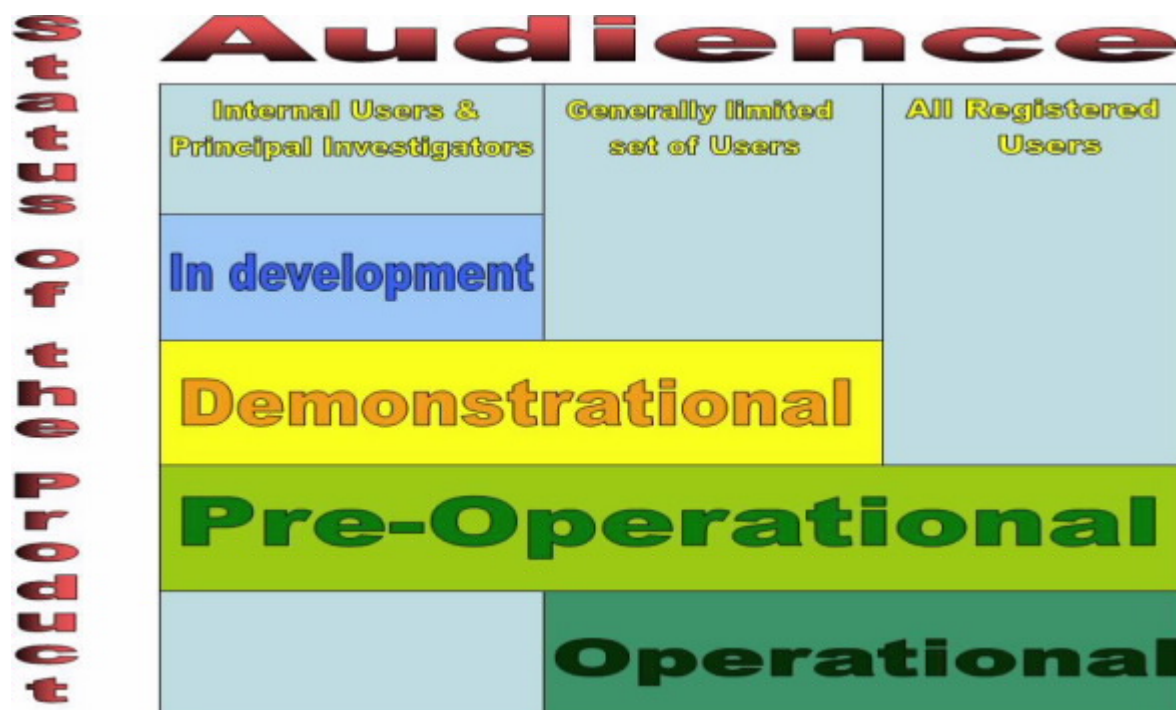 Status of the Product
Audience
Internal Users &
Principal Investigators
Generally limited
set of Users
All Registered
Users
In development
Demonstrational
Pre-Operational
Operational